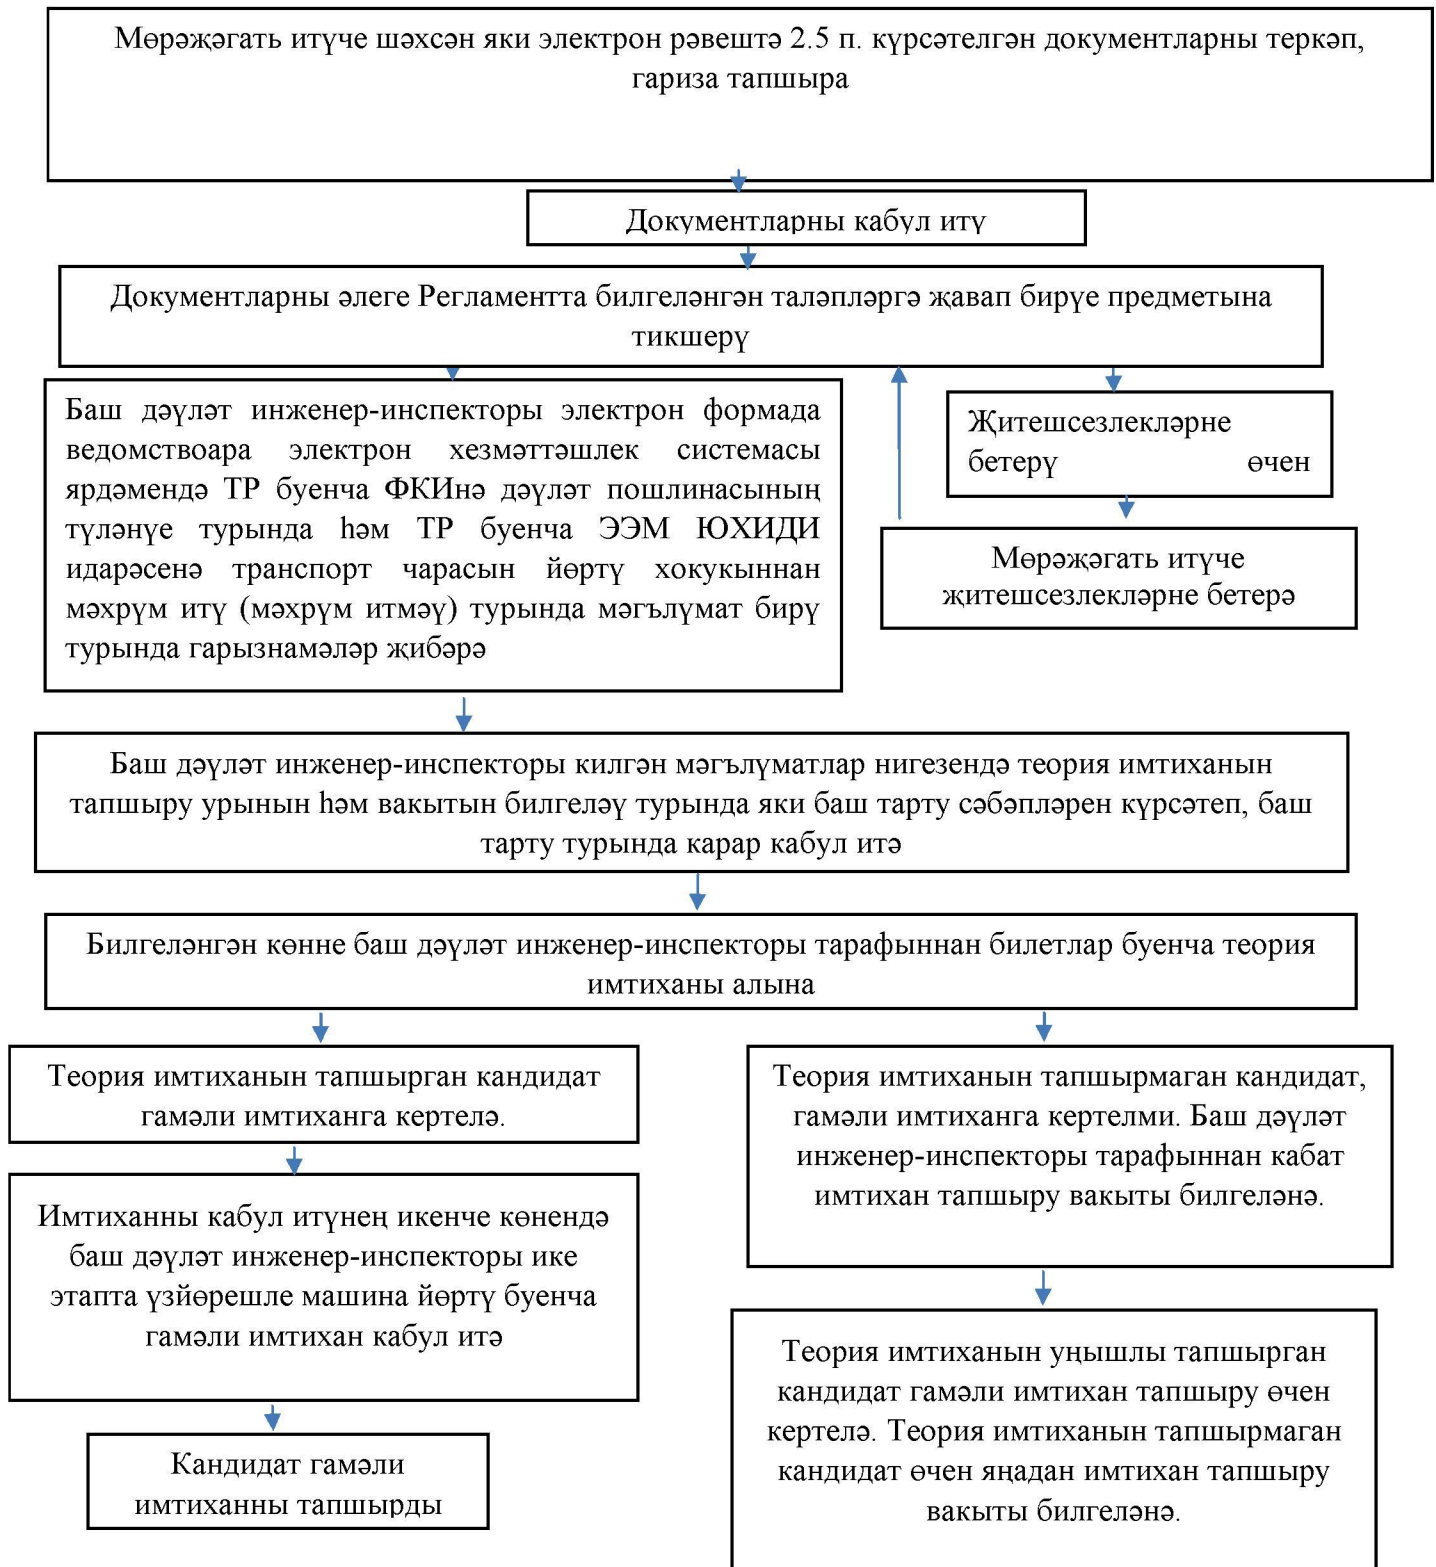 Мөрәҗәгать итүче шәхсән яки электрон рәвештә 2.5 п. күрсәтелгән документларны теркәп,
гариза тапшыра
Документларны кабул итү
Документларны әлеге Регламентта билгеләнгән таләпләргә җавап бирүе предметына
тикшерү
Баш дәүләт инженер-инспекторы электрон формада
ведомствоара электрон хезмәттәшлек системасы
ярдәмендә ТР буенча ФКИнә дәүләт пошлинасының
түләнүе турында һәм ТР буенча ЭЭМ ЮХИДИ
идарәсенә транспорт чарасын йөртү хокукыннан
мәхрүм итү (мәхрүм итмәү) турында мәгълүмат бирү
турында гарызнамәләр җибәрә
Җитешсезлекләрне
бетерү өчен
Мөрәҗәгать итүче
җитешсезлекләрне бетерә
Баш дәүләт инженер-инспекторы килгән мәгълүматлар нигезендә теория имтиханын
тапшыру урынын һәм вакытын билгеләү турында яки баш тарту сәбәпләрен күрсәтеп, баш
тарту турында карар кабул итә
Билгеләнгән көнне баш дәүләт инженер-инспекторы тарафыннан билетлар буенча теория
имтиханы алына
Теория имтиханын тапшырган кандидат
гамәли имтиханга кертелә.
Имтиханны кабул итүнең икенче көнендә
баш дәүләт инженер-инспекторы ике
этапта үзйөрешле машина йөртү буенча
гамәли имтихан кабул итә
Кандидат гамәли
имтиханны тапшырды
Теория имтиханын тапшырмаган кандидат,
гамәли имтиханга кертелми. Баш дәүләт
инженер-инспекторы тарафыннан кабат
имтихан тапшыру вакыты билгеләнә.
Теория имтиханын уңышлы тапшырган
кандидат гамәли имтихан тапшыру өчен
кертелә. Теория имтиханын тапшырмаган
кандидат өчен яңадан имтихан тапшыру
вакыты билгеләнә.